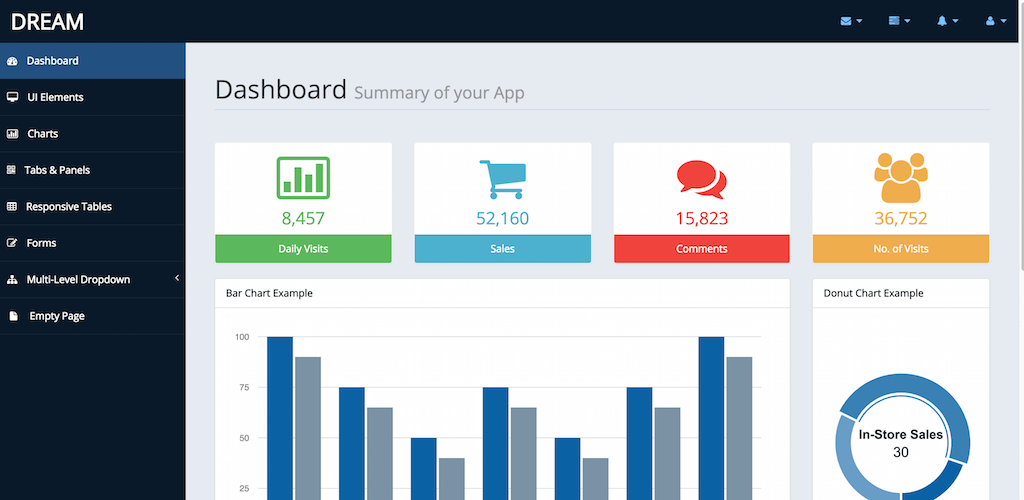 DREAM
Dashboard
UI Elements
Charts
Tabs & Panels
Responsive Tables
Forms
Multi-Level Dropdown
Empty Page
Dashboard Summary of your App
8,457
Daily Visits
52,160
Sales
15,823
Comments
36,752
No. of Visits
Bar Chart Example
100
75
50
25
Donut Chart Example
In-Store Sales
30